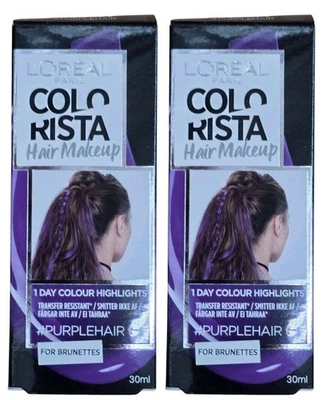 L'ORÉAL
PARIS
COLO
RISTA
Hair Makeup
1 DAY COLOUR HIGHLIGHTS
TRANSFER RESISTANT* / SMITTER IKKE AF /
FÄRGAR INTE AV / EI TAHRAA*
#PURPLEHAIR
FOR BRUNETTES
30ml
L'ORÉAL
PARIS
COLO
RISTA
Hair Makeup
1 DAY COLOUR HIGHLIGHTS
TRANSFER RESISTANT* / SMITTER IKKE AF /
FÄRGAR INTE AV / EI TAHRAA*
#PURPLEHAIR
FOR BRUNETTES
30ml